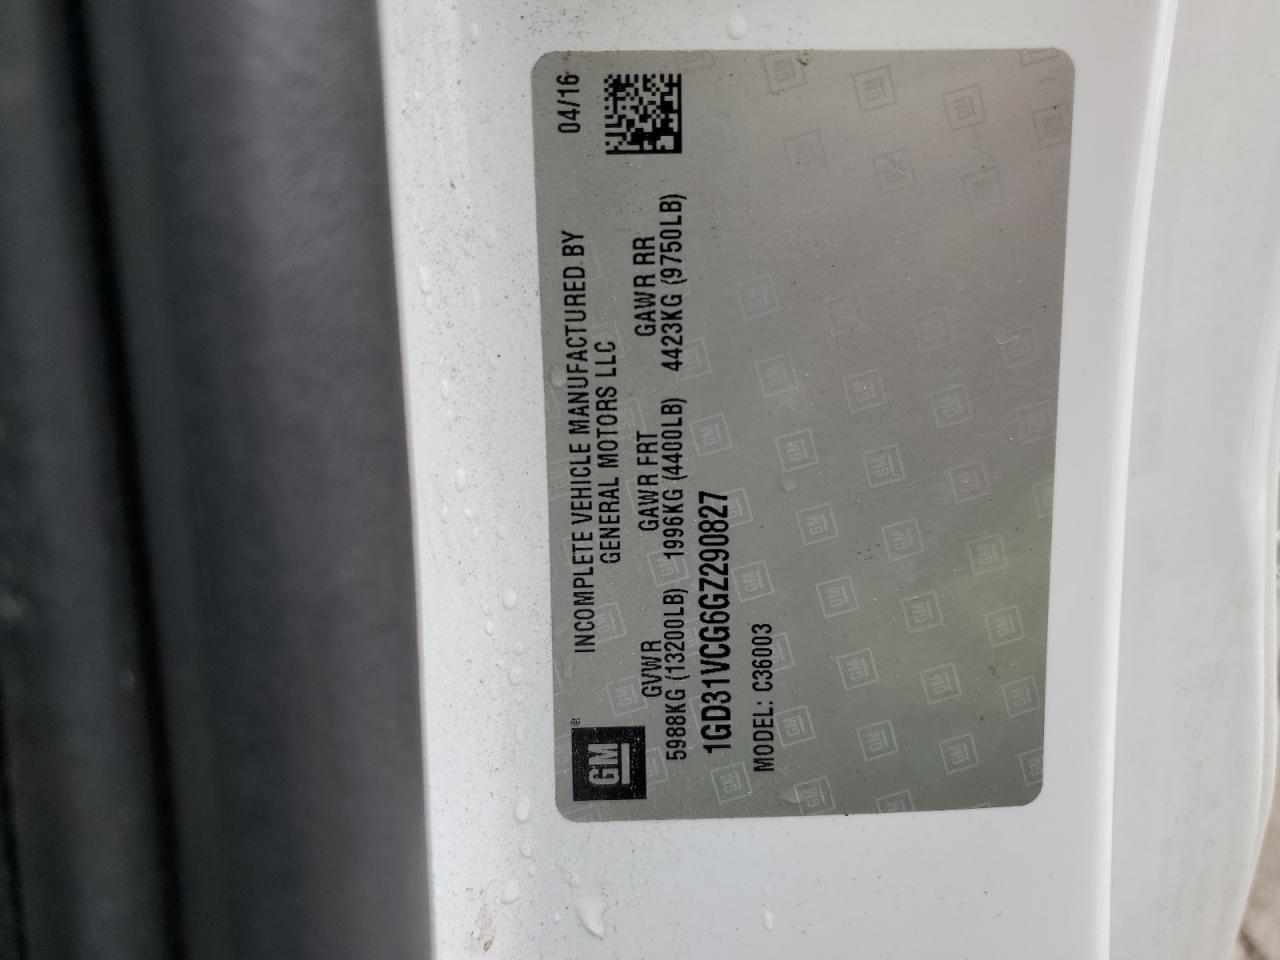 INCOMPLETE VEHICLE MANUFACTURED BY 04/16
GENERAL MOTORS LLC
GM®
GVWR GAWR FRT GAWR RR
5988KG (13200LB) 1996KG (4400LB) 4423KG (9750LB)
1GD31VCG6GZ290827
MODEL: C36003